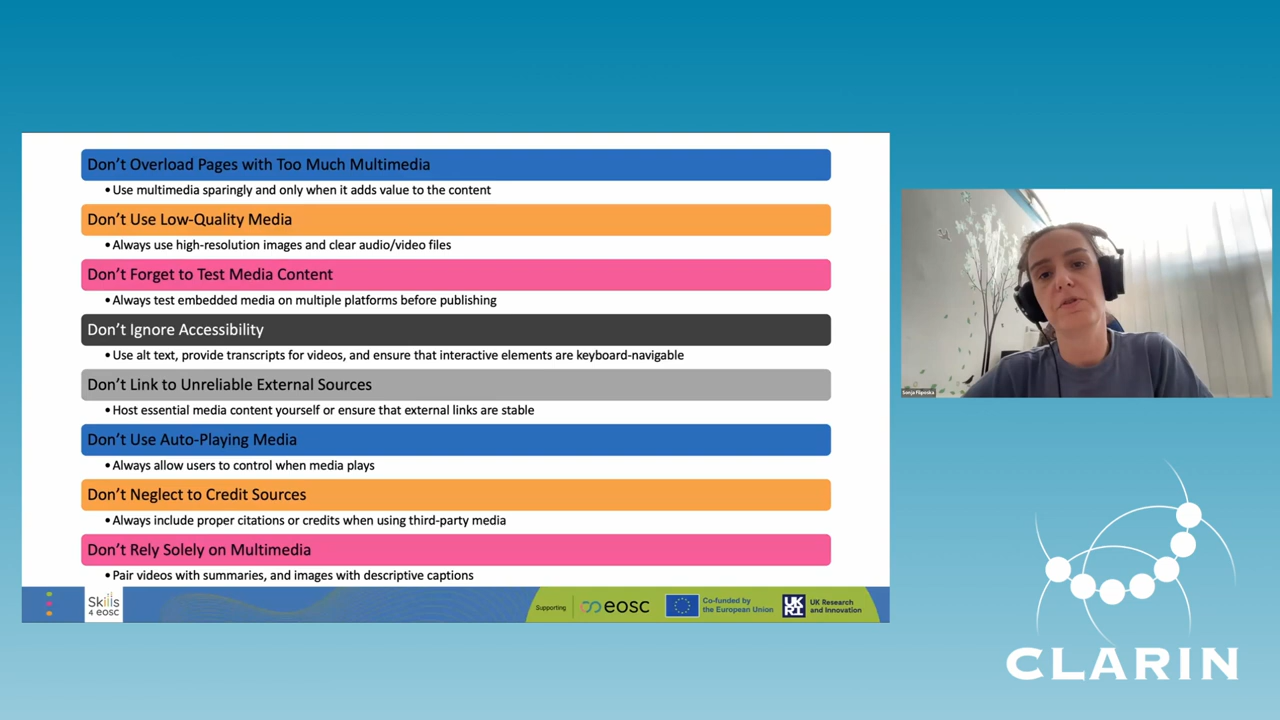 Don't Overload Pages with Too Much Multimedia
• Use multimedia sparingly and only when it adds value to the content
Don't Use Low-Quality Media
• Always use high-resolution images and clear audio/video files
Don't Forget to Test Media Content
• Always test embedded media on multiple platforms before publishing
Don't Ignore Accessibility
• Use alt text, provide transcripts for videos, and ensure that interactive elements are keyboard-navigable
Don't Link to Unreliable External Sources
• Host essential media content yourself or ensure that external links are stable
Don't Use Auto-Playing Media
• Always allow users to control when media plays
Don't Neglect to Credit Sources
• Always include proper citations or credits when using third-party media
Don't Rely Solely on Multimedia
• Pair videos with summaries, and images with descriptive captions
Skills
4 eosc
Supporting
eosc
Co-funded by
the European Union
UK
RI
UK Research
and Innovation
Sonja Filiposka
CLARIN